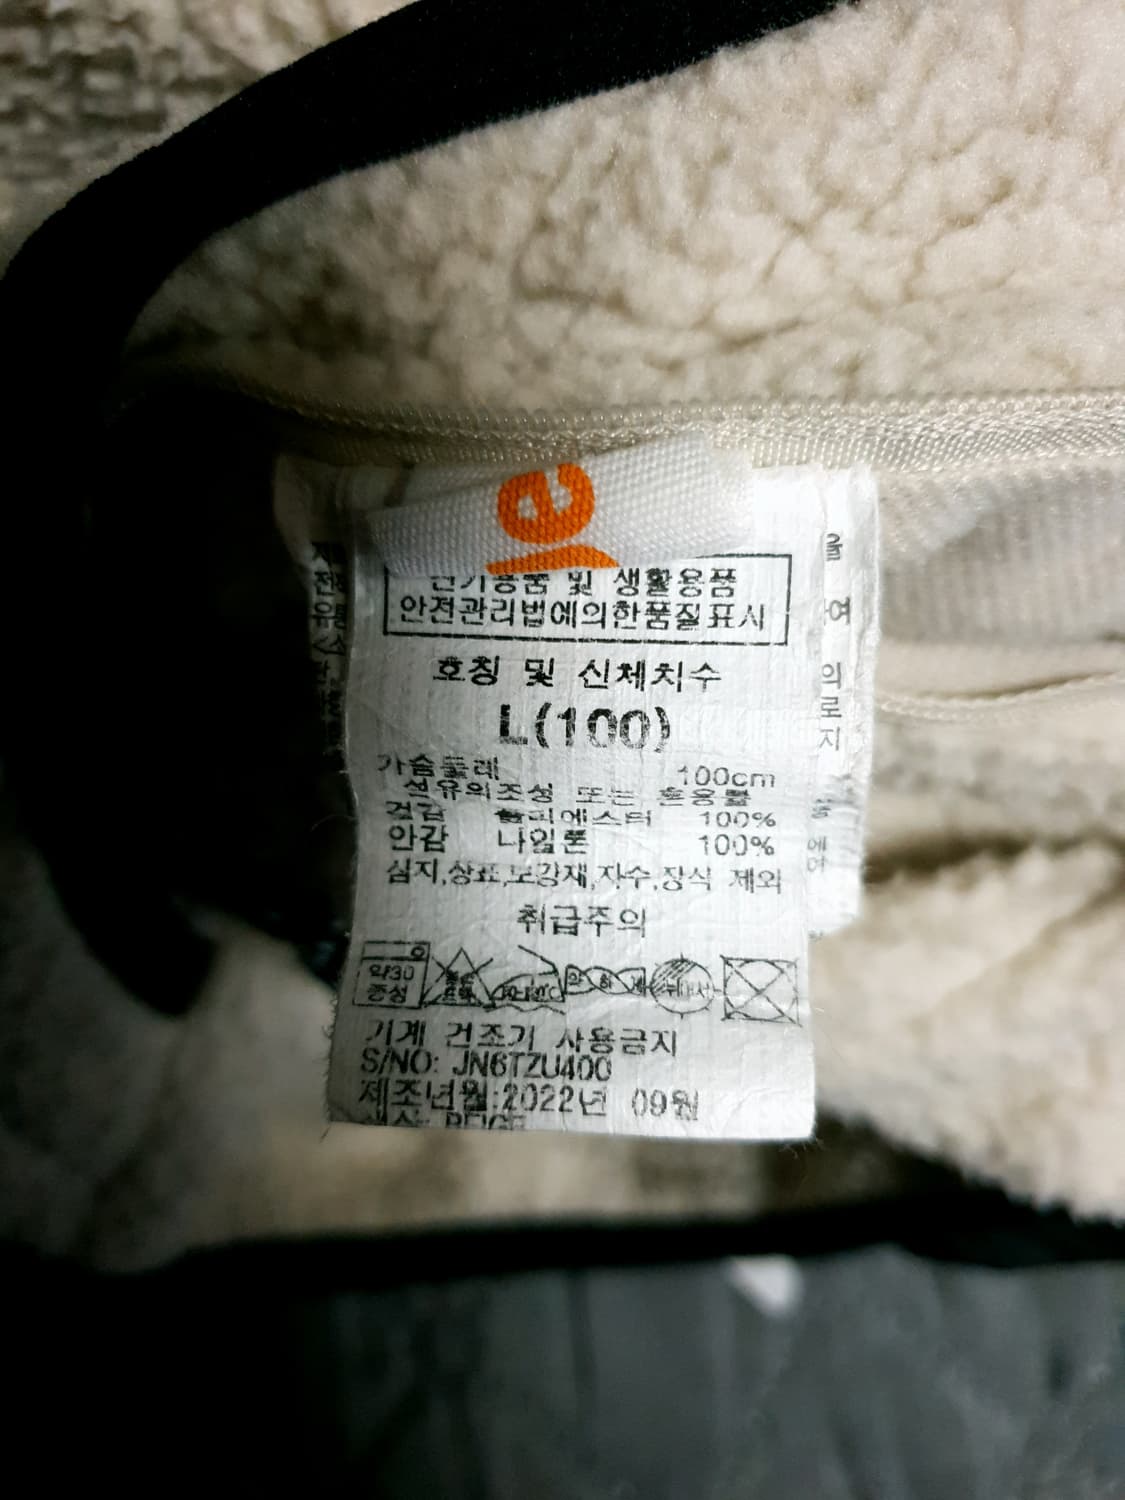 전기용품 및 생활용품
안전관리법에의한품질표시
호칭 및 신체치수
L(100)
가슴둘레 100cm
섬유의조성 또는 혼용률
겉감 폴리에스터 100%
안감 나일론 100%
심지,상표,보강재,자수,장식 제외
취급주의
약30
중성
기계 건조기 사용금지
S/NO: JN6TZU400
제조년월:2022년 09월
색상: BEIGE